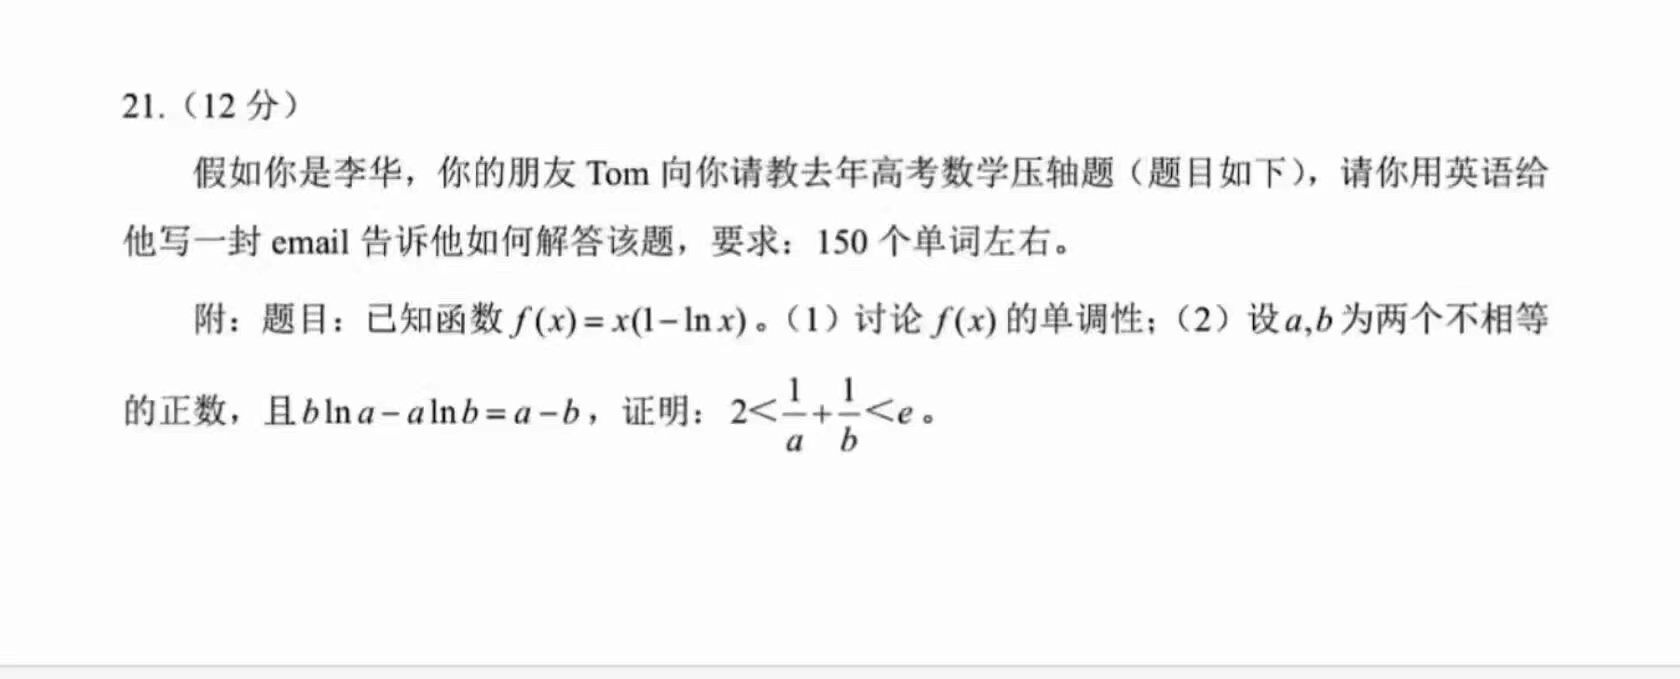 21.（12 分）
假如你是李华，你的朋友 Tom 向你请教去年高考数学压轴题（题目如下），请你用英语给
他写一封 email 告诉他如何解答该题，要求：150 个单词左右。
附：题目：已知函数 f(x)=x(1−ln x)。（1）讨论 f(x) 的单调性；（2）设 a,b 为两个不相等
的正数，且 b ln a − a ln b = a − b，证明：2<1/a+1/b<e。